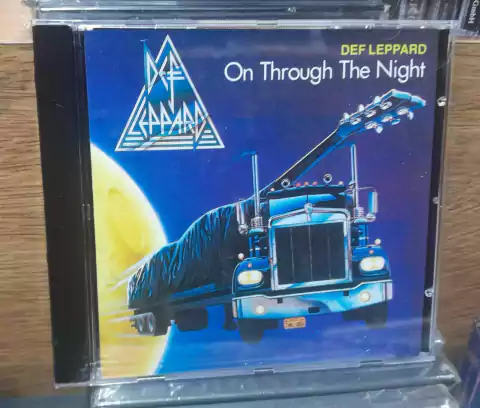 DEF LEPPARD
On Through The Night
DEF
LEPPARD